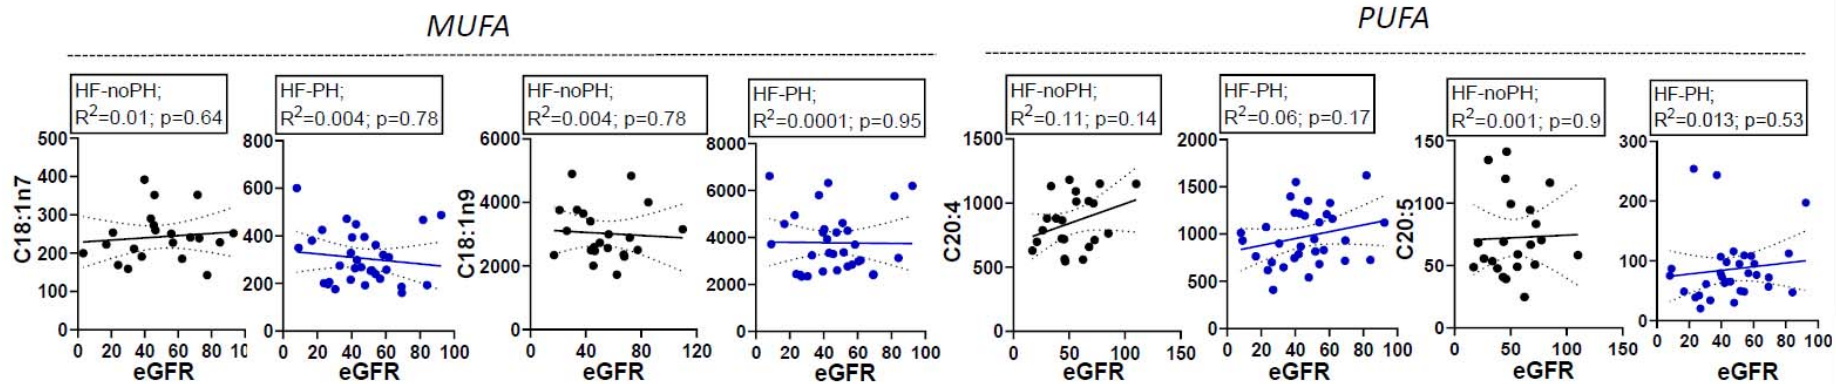 MUFA
PUFA
HF-noPH;
R²=0.01; p=0.64
HF-PH;
R²=0.004; p=0.78
HF-noPH;
R²=0.004; p=0.78
HF-PH;
R²=0.0001; p=0.95
HF-noPH;
R²=0.11; p=0.14
HF-PH;
R²=0.06; p=0.17
HF-noPH;
R²=0.001; p=0.9
HF-PH;
R²=0.013; p=0.53
C18:1n7
500
400
300
200
100
0
0 20 40 60 80 10
eGFR
800
600
400
200
0
0 20 40 60 80 100
eGFR
C18:1n9
6000
4000
2000
0
0 20 40 60 80 120
eGFR
8000
6000
4000
2000
0
0 20 40 60 80 100
eGFR
C20:4
1500
1000
500
0
0 50 100 150
eGFR
2000
1500
1000
500
0
0 20 40 60 80 100
eGFR
C20:5
150
100
50
0
0 50 100 150
eGFR
300
200
100
0
0 20 40 60 80 100
eGFR